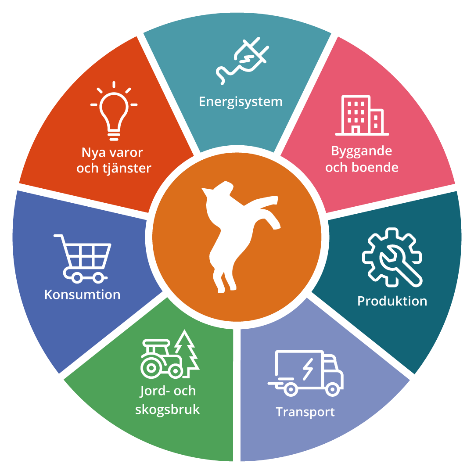 Energisystem
Byggande
och boende
Produktion
Transport
Jord- och
skogsbruk
Konsumtion
Nya varor
och tjänster